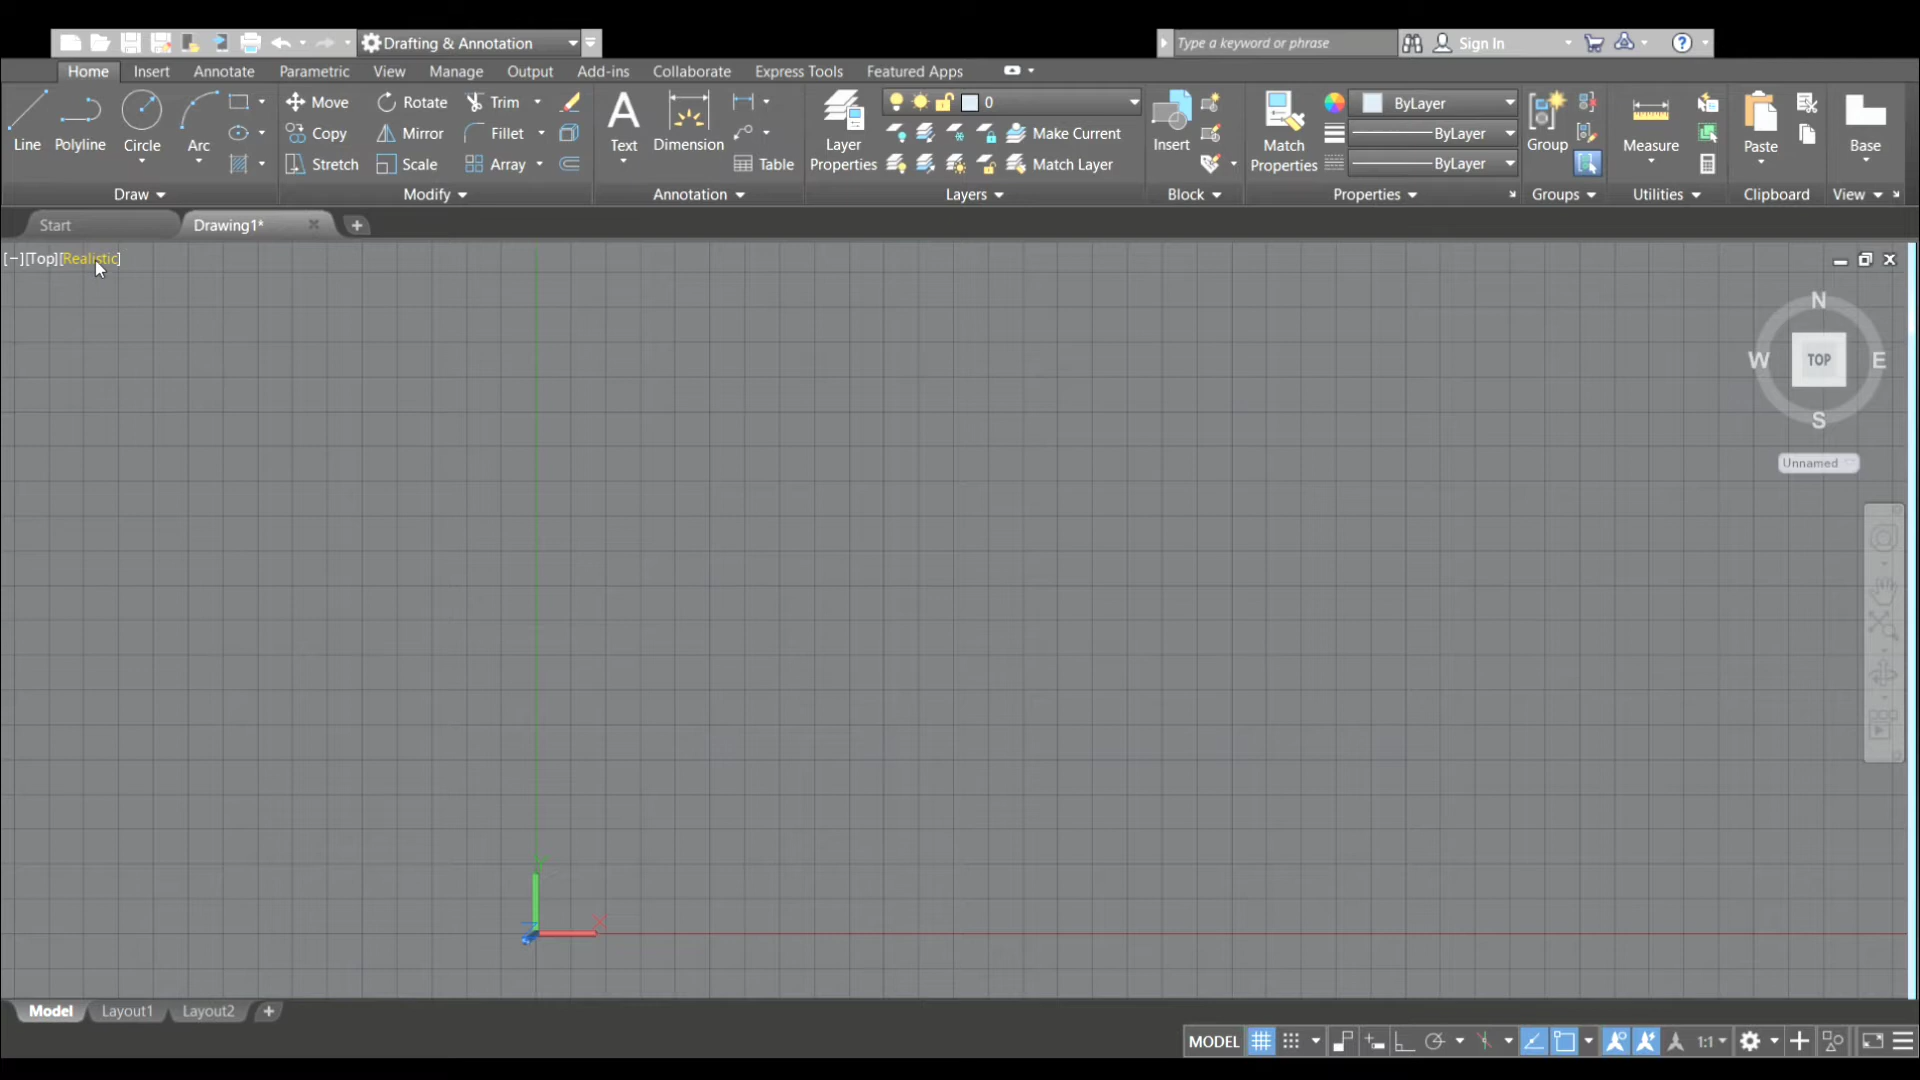 Drafting & Annotation
Type a keyword or phrase
Sign In
Home Insert Annotate Parametric View Manage Output Add-ins Collaborate Express Tools Featured Apps
Line Polyline Circle Arc
Move Rotate Trim
Copy Mirror Fillet
Stretch Scale Array
Text Dimension Table
Layer Properties
0
Make Current
Match Layer
Insert
Match Properties
ByLayer
ByLayer
ByLayer
Group
Measure
Paste
Base
Draw Modify Annotation Layers Block Properties Groups Utilities Clipboard View
Start Drawing1*
[−][Top][Realistic]
N
W TOP E
S
Unnamed
Y
Z
X
Model Layout1 Layout2
MODEL 1:1